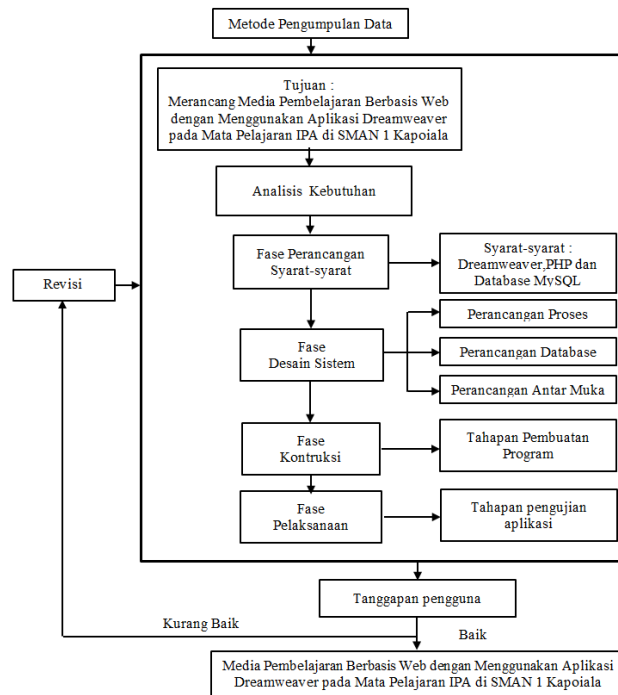 Metode Pengumpulan Data
Tujuan :
Merancang Media Pembelajaran Berbasis Web
dengan Menggunakan Aplikasi Dreamweaver
pada Mata Pelajaran IPA di SMAN 1 Kapoiala
Analisis Kebutuhan
Fase Perancangan
Syarat-syarat
Syarat-syarat :
Dreamweaver,PHP dan
Database MySQL
Revisi
Fase
Desain Sistem
Perancangan Proses
Perancangan Database
Perancangan Antar Muka
Fase
Kontruksi
Tahapan Pembuatan
Program
Fase
Pelaksanaan
Tahapan pengujian
aplikasi
Tanggapan pengguna
Kurang Baik
Baik
Media Pembelajaran Berbasis Web dengan Menggunakan Aplikasi
Dreamweaver pada Mata Pelajaran IPA di SMAN 1 Kapoiala